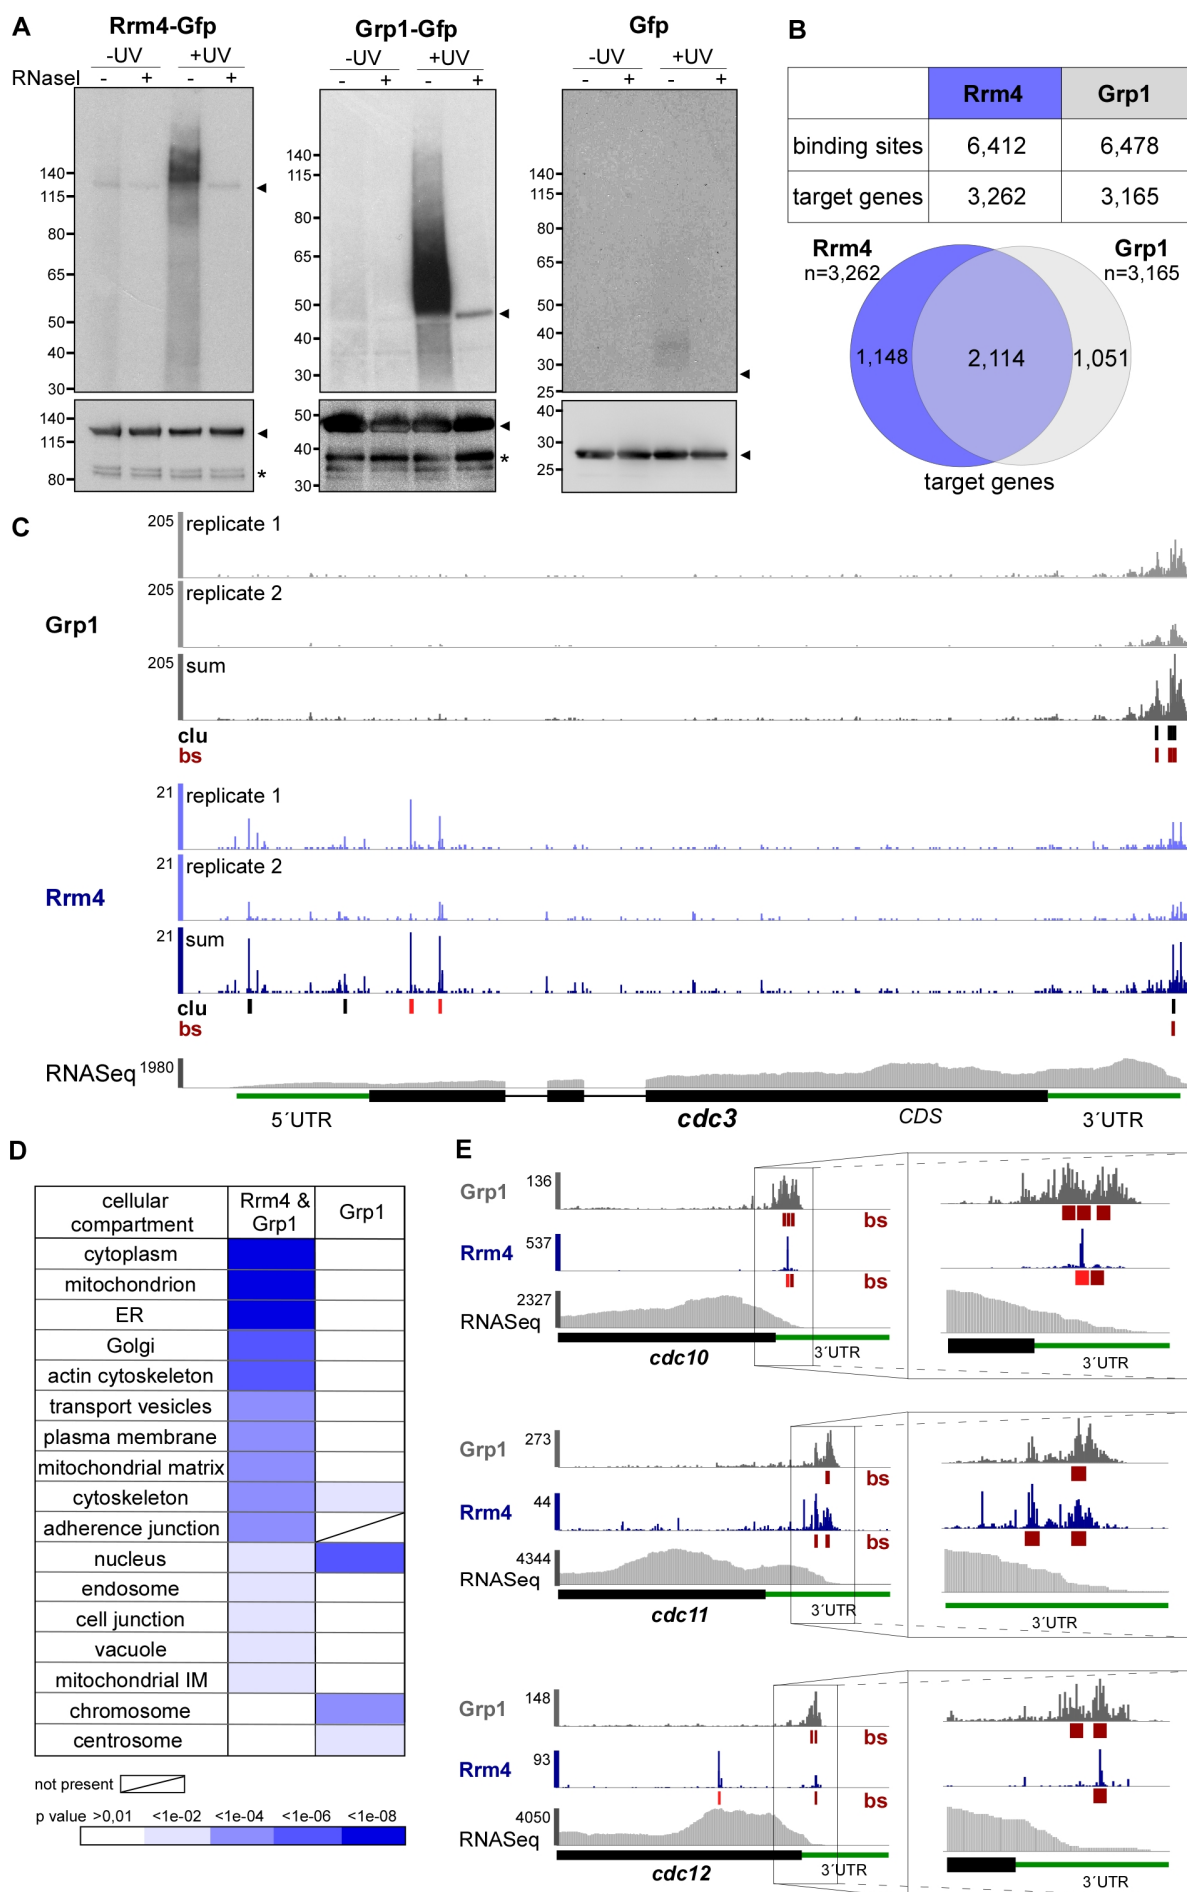 A
Rrm4-Gfp
Grp1-Gfp
Gfp
-UV +UV
-UV +UV
-UV +UV
RNaseI - + - +
- + - +
- + - +
140
115
80
65
50
40
30
140
115
80
65
50
40
30
140
115
80
65
50
40
30
25
140
115
80
*
50
40
30
*
40
30
25
B
Rrm4 Grp1
binding sites 6,412 6,478
target genes 3,262 3,165
Rrm4
n=3,262
Grp1
n=3,165
1,148 2,114 1,051
target genes
C
Grp1
205 replicate 1
205 replicate 2
205 sum
clu
bs
Rrm4
21 replicate 1
21 replicate 2
21 sum
clu
bs
RNASeq 1980
5´UTR cdc3 CDS 3´UTR
D
cellular compartment Rrm4 & Grp1 Grp1
cytoplasm
mitochondrion
ER
Golgi
actin cytoskeleton
transport vesicles
plasma membrane
mitochondrial matrix
cytoskeleton
adherence junction
nucleus
endosome
cell junction
vacuole
mitochondrial IM
chromosome
centrosome
not present
p value >0,01 <1e-02 <1e-04 <1e-06 <1e-08
E
Grp1 136
bs
Rrm4 537
bs
RNASeq 2327
cdc10 3´UTR
3´UTR
Grp1 273
bs
Rrm4 44
bs
RNASeq 4344
cdc11 3´UTR
3´UTR
Grp1 148
bs
Rrm4 93
bs
RNASeq 4050
cdc12 3´UTR
3´UTR